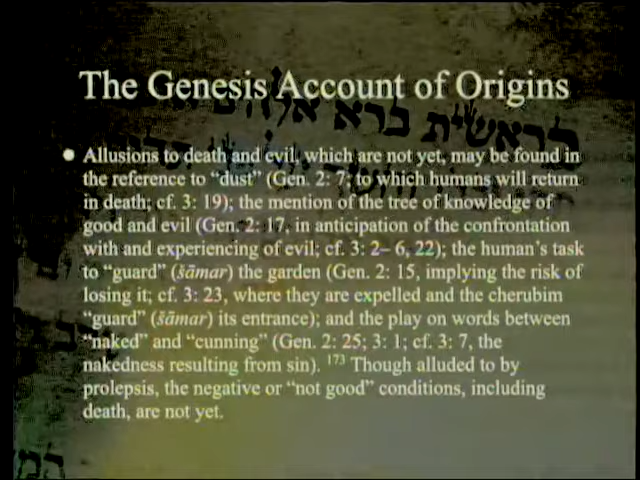 The Genesis Account of Origins
בראשית ברא אלהים
• Allusions to death and evil, which are not yet, may be found in
the reference to “dust” (Gen. 2: 7; to which humans will return
in death; cf. 3: 19); the mention of the tree of knowledge of
good and evil (Gen. 2: 17, in anticipation of the confrontation
with and experiencing of evil; cf. 3: 2– 6, 22); the human’s task
to “guard” (šāmar) the garden (Gen. 2: 15, implying the risk of
losing it; cf. 3: 23, where they are expelled and the cherubim
“guard” (šāmar) its entrance); and the play on words between
“naked” and “cunning” (Gen. 2: 25; 3: 1; cf. 3: 7, the
nakedness resulting from sin). 173 Though alluded to by
prolepsis, the negative or “not good” conditions, including
death, are not yet.